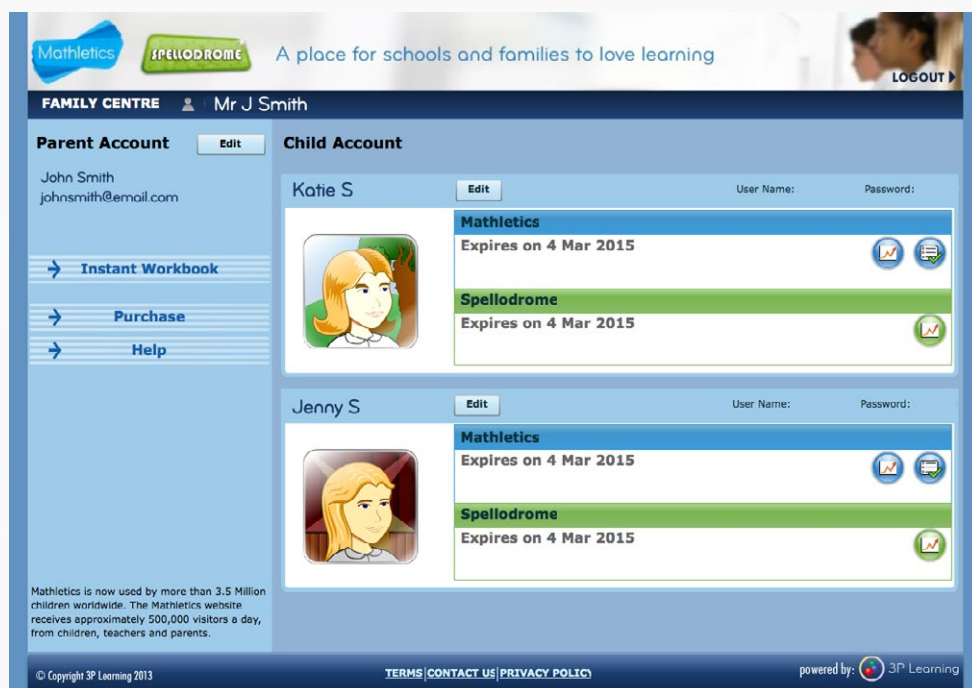 Mathletics
SPELLODROME
A place for schools and families to love learning
LOGOUT
FAMILY CENTRE
Mr J Smith
Parent Account
Edit
John Smith
johnsmith@email.com
Instant Workbook
Purchase
Help
Mathletics is now used by more than 3.5 Million
children worldwide. The Mathletics website
receives approximately 500,000 visitors a day,
from children, teachers and parents.
Child Account
Katie S
Edit
User Name:
Password:
Mathletics
Expires on 4 Mar 2015
Spellodrome
Expires on 4 Mar 2015
Jenny S
Edit
User Name:
Password:
Mathletics
Expires on 4 Mar 2015
Spellodrome
Expires on 4 Mar 2015
© Copyright 3P Learning 2013
TERMS|CONTACT US|PRIVACY POLICY
powered by: 3P Learning